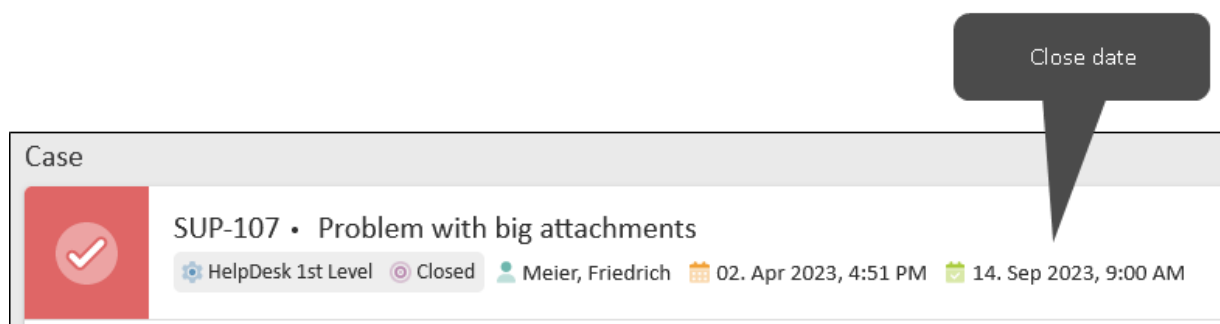 Close date
Case
SUP-107 • Problem with big attachments
HelpDesk 1st Level Closed Meier, Friedrich 02. Apr 2023, 4:51 PM 14. Sep 2023, 9:00 AM